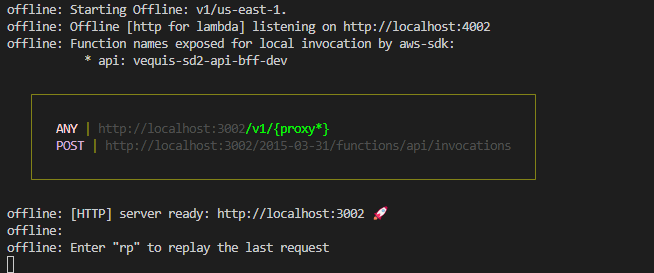 offline: Starting Offline: v1/us-east-1.
offline: Offline [http for lambda] listening on http://localhost:4002
offline: Function names exposed for local invocation by aws-sdk:
* api: vequis-sd2-api-bff-dev
ANY | http://localhost:3002/v1/{proxy*}
POST | http://localhost:3002/2015-03-31/functions/api/invocations
offline: [HTTP] server ready: http://localhost:3002 🚀
offline:
offline: Enter "rp" to replay the last request